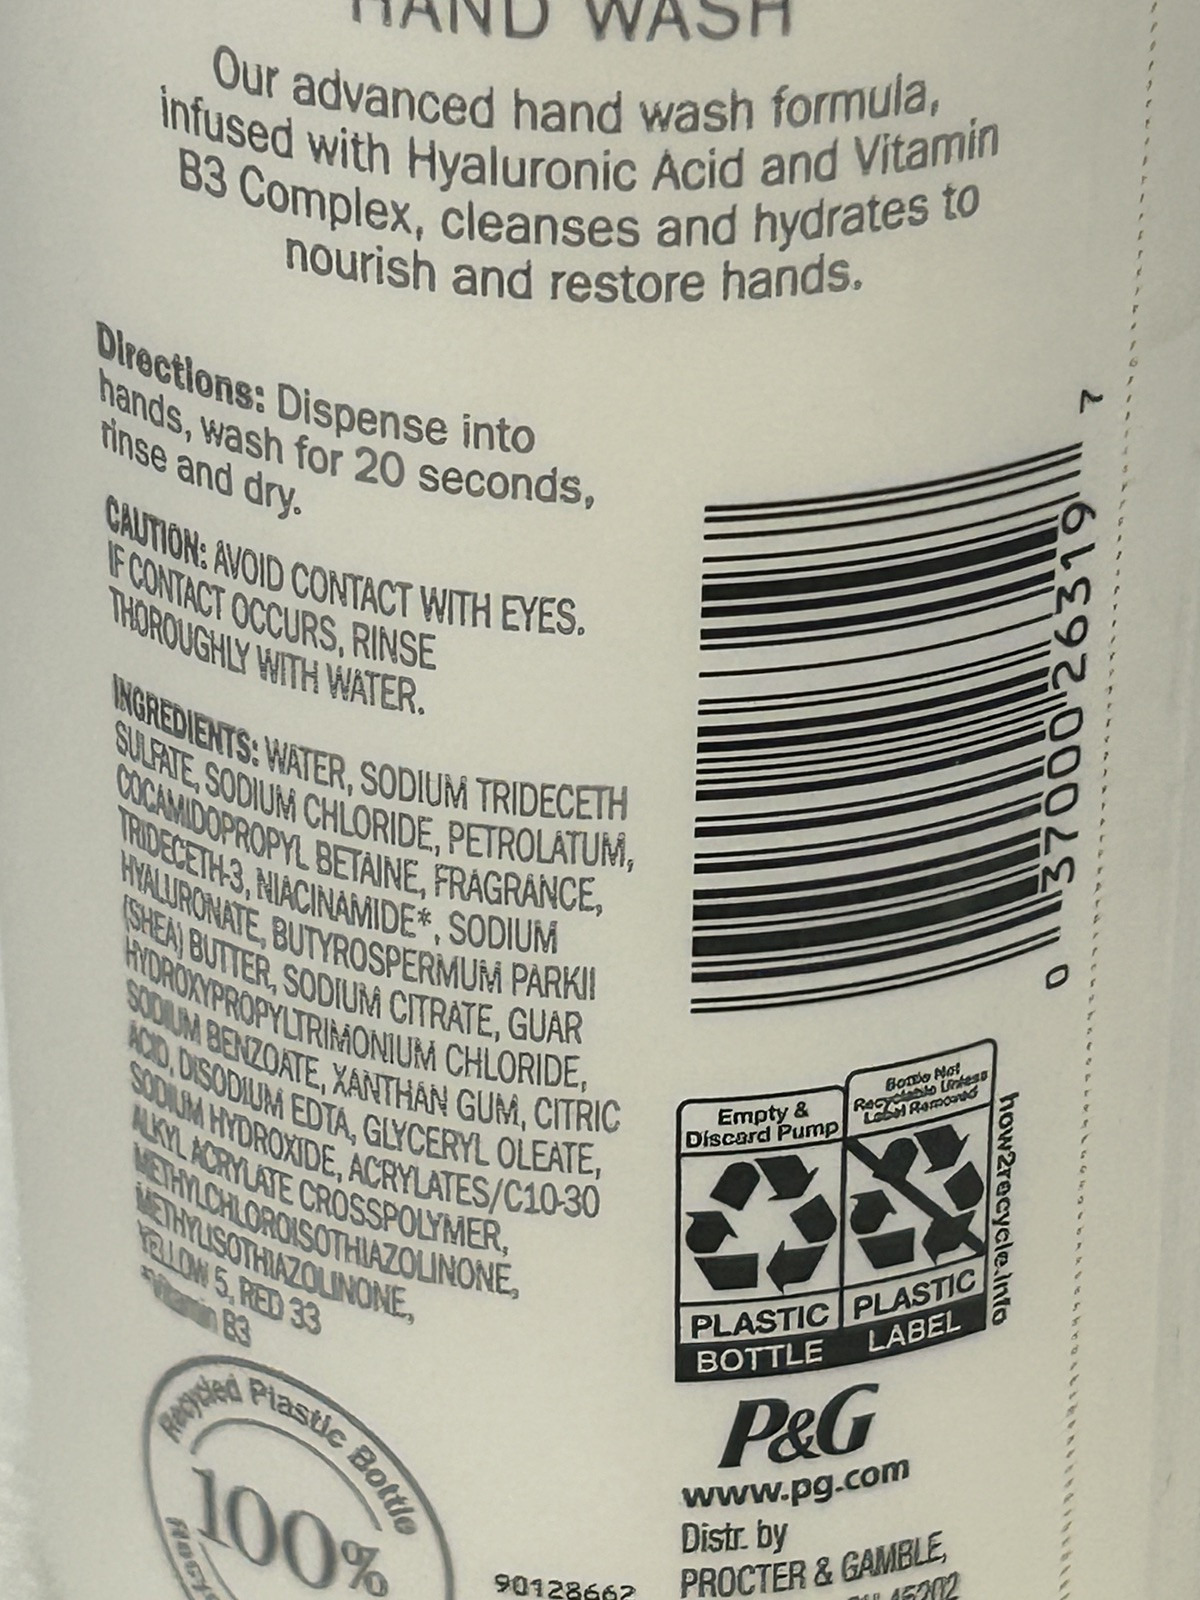 HAND WASH
Our advanced hand wash formula,
infused with Hyaluronic Acid and Vitamin
B3 Complex, cleanses and hydrates to
nourish and restore hands.
Directions: Dispense into
hands, wash for 20 seconds,
rinse and dry.
CAUTION: AVOID CONTACT WITH EYES.
IF CONTACT OCCURS, RINSE
THOROUGHLY WITH WATER.
INGREDIENTS: WATER, SODIUM TRIDECETH
SULFATE, SODIUM CHLORIDE, PETROLATUM,
COCAMIDOPROPYL BETAINE, FRAGRANCE,
TRIDECETH-3, NIACINAMIDE*, SODIUM
HYALURONATE, BUTYROSPERMUM PARKII
(SHEA) BUTTER, SODIUM CITRATE, GUAR
HYDROXYPROPYLTRIMONIUM CHLORIDE,
SODIUM BENZOATE, XANTHAN GUM, CITRIC
ACID, DISODIUM EDTA, GLYCERYL OLEATE,
SODIUM HYDROXIDE, ACRYLATES/C10-30
ALKYL ACRYLATE CROSSPOLYMER,
METHYLCHLOROISOTHIAZOLINONE,
METHYLISOTHIAZOLINONE,
YELLOW 5, RED 33
*Vitamin B3
Recycled Plastic Bottle
100%
90128662
0 37000 26319 7
Empty &
Discard Pump
PLASTIC
BOTTLE
Bottle Not
Recyclable Unless
Label Removed
PLASTIC
LABEL
how2recycle.info
P&G
www.pg.com
Distr. by
PROCTER & GAMBLE,
45202